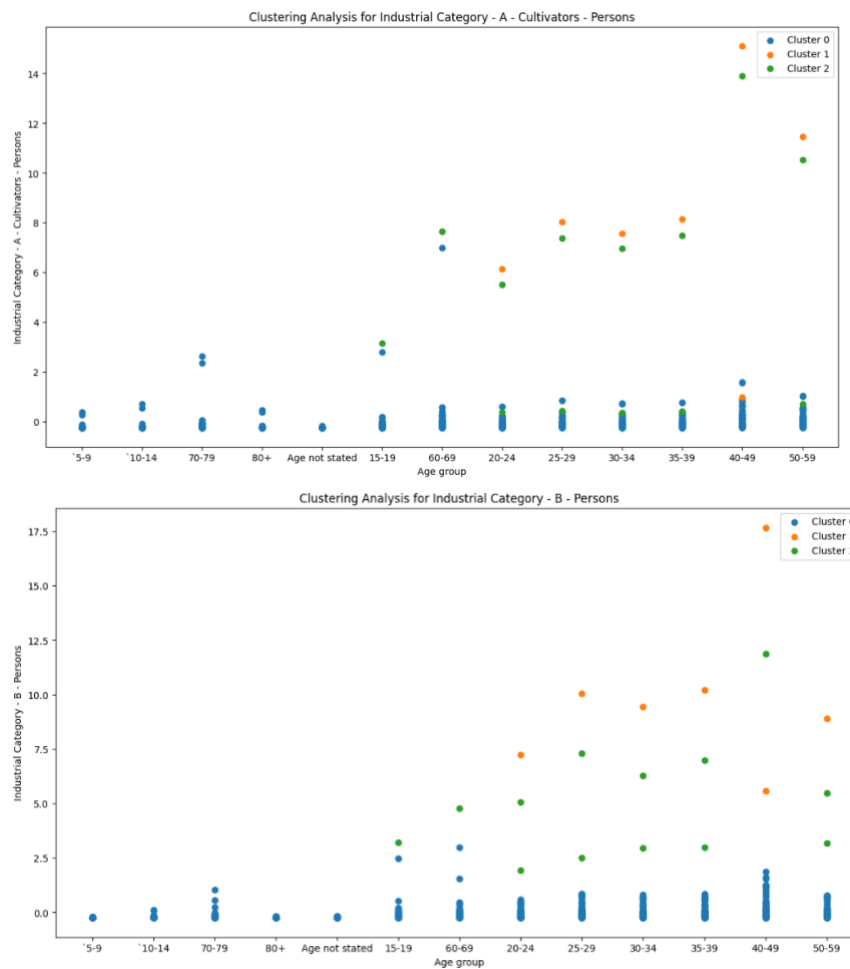 Clustering Analysis for Industrial Category - A - Cultivators - Persons
Cluster 0
Cluster 1
Cluster 2
14
12
10
8
6
4
2
0
Industrial Category - A - Cultivators - Persons
`5-9 `10-14 70-79 80+ Age not stated 15-19 60-69 20-24 25-29 30-34 35-39 40-49 50-59
Age group
Clustering Analysis for Industrial Category - B - Persons
Cluster
Cluster
Cluster
17.5
15.0
12.5
10.0
7.5
5.0
2.5
0.0
Industrial Category - B - Persons
`5-9 `10-14 70-79 80+ Age not stated 15-19 60-69 20-24 25-29 30-34 35-39 40-49 50-59
Age group